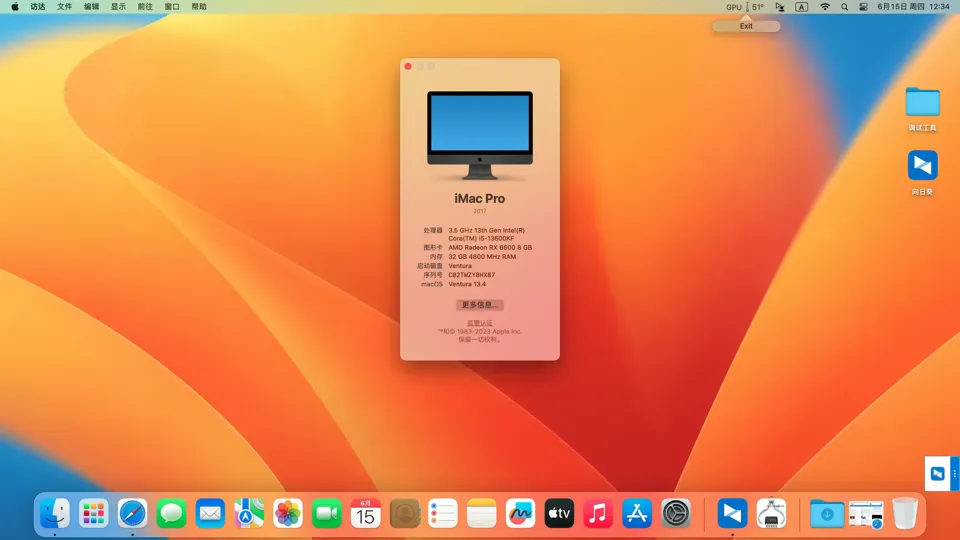 访达 文件 编辑 显示 前往 窗口 帮助 GPU 51° A 6月15日 周四 12:34
Exit
调试工具
向日葵
iMac Pro
2017
处理器 3.5 GHz 13th Gen Intel(R)
Core(TM) i5-13600KF
图形卡 AMD Radeon RX 6600 8 GB
内存 32 GB 4800 MHz RAM
启动磁盘 Ventura
序列号 C02TWZY8HX87
macOS Ventura 13.4
更多信息...
监管认证
™和© 1983-2023 Apple Inc.
保留一切权利。
6月
15
tv